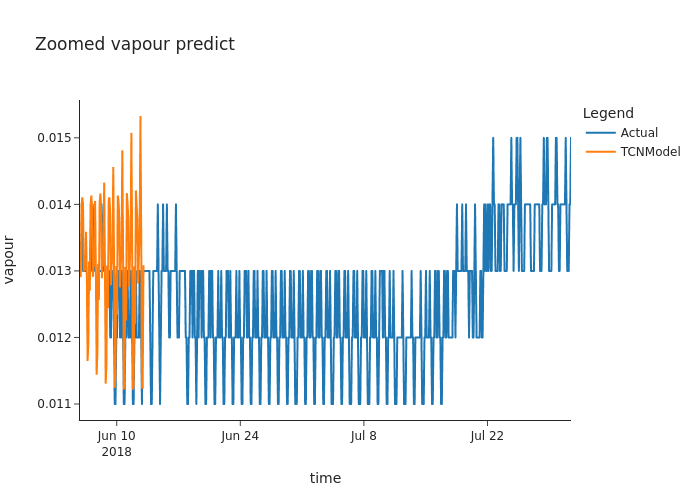 Zoomed vapour predict
Legend
Actual
TCNModel
0.015
0.014
0.013
0.012
0.011
vapour
Jun 10
2018
Jun 24
Jul 8
Jul 22
time